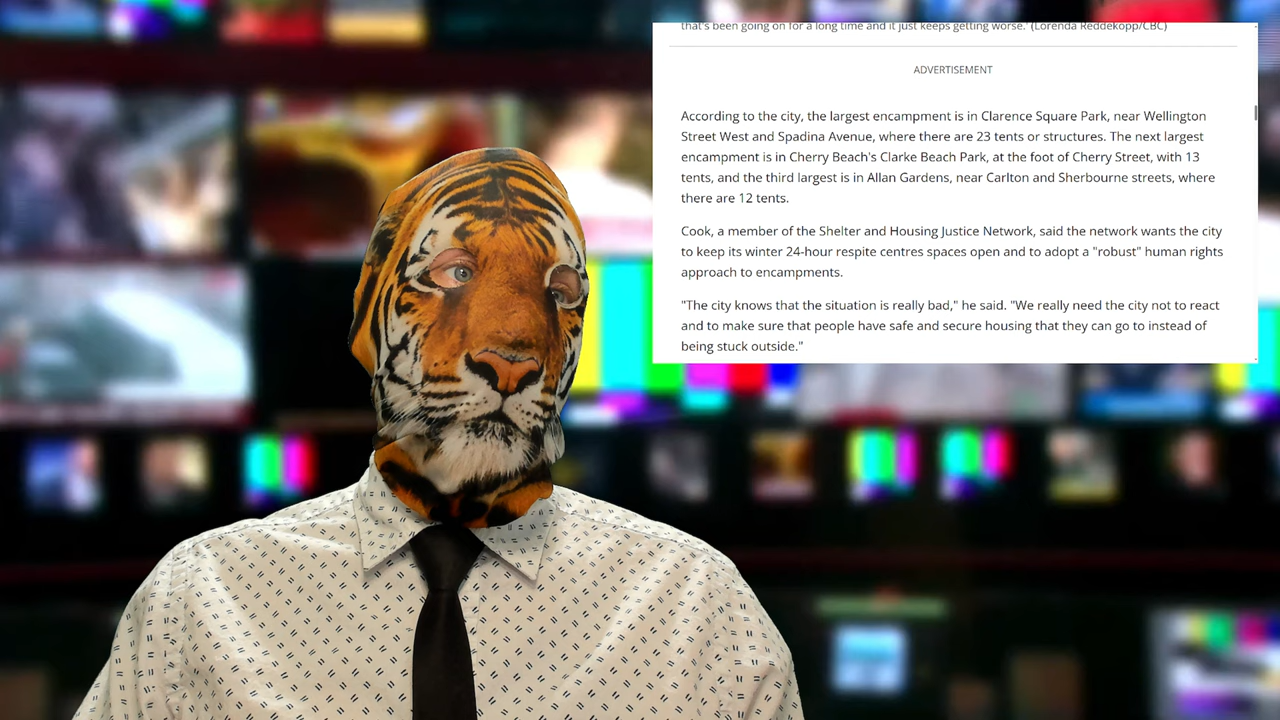 that's been going on for a long time and it just keeps getting worse.' (Lorenda Reddekopp/CBC)
ADVERTISEMENT
According to the city, the largest encampment is in Clarence Square Park, near Wellington
Street West and Spadina Avenue, where there are 23 tents or structures. The next largest
encampment is in Cherry Beach's Clarke Beach Park, at the foot of Cherry Street, with 13
tents, and the third largest is in Allan Gardens, near Carlton and Sherbourne streets, where
there are 12 tents.
Cook, a member of the Shelter and Housing Justice Network, said the network wants the city
to keep its winter 24-hour respite centres spaces open and to adopt a "robust" human rights
approach to encampments.
"The city knows that the situation is really bad," he said. "We really need the city not to react
and to make sure that people have safe and secure housing that they can go to instead of
being stuck outside."